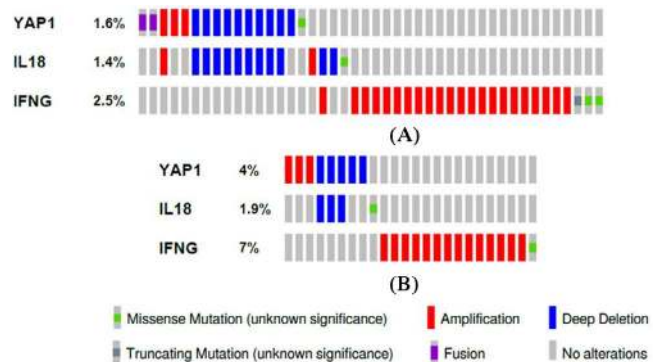 YAP1 1.6%
IL18 1.4%
IFNG 2.5%
(A)
YAP1 4%
IL18 1.9%
IFNG 7%
(B)
Missense Mutation (unknown significance) Amplification Deep Deletion
Truncating Mutation (unknown significance) Fusion No alterations